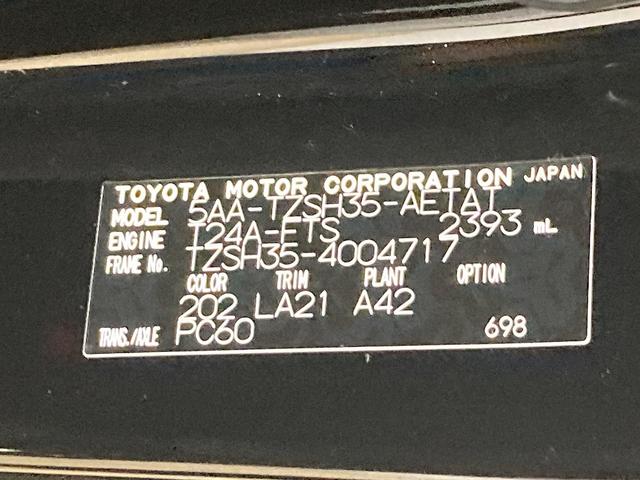 TOYOTA MOTOR CORPORATION JAPAN
MODEL 5AA-TZSH35-AETAT
ENGINE T24A-FTS 2393 mL
FRAME No. TZSH35-4004717
COLOR TRIM PLANT OPTION
202 LA21 A42
TRANS./AXLE PC60 698